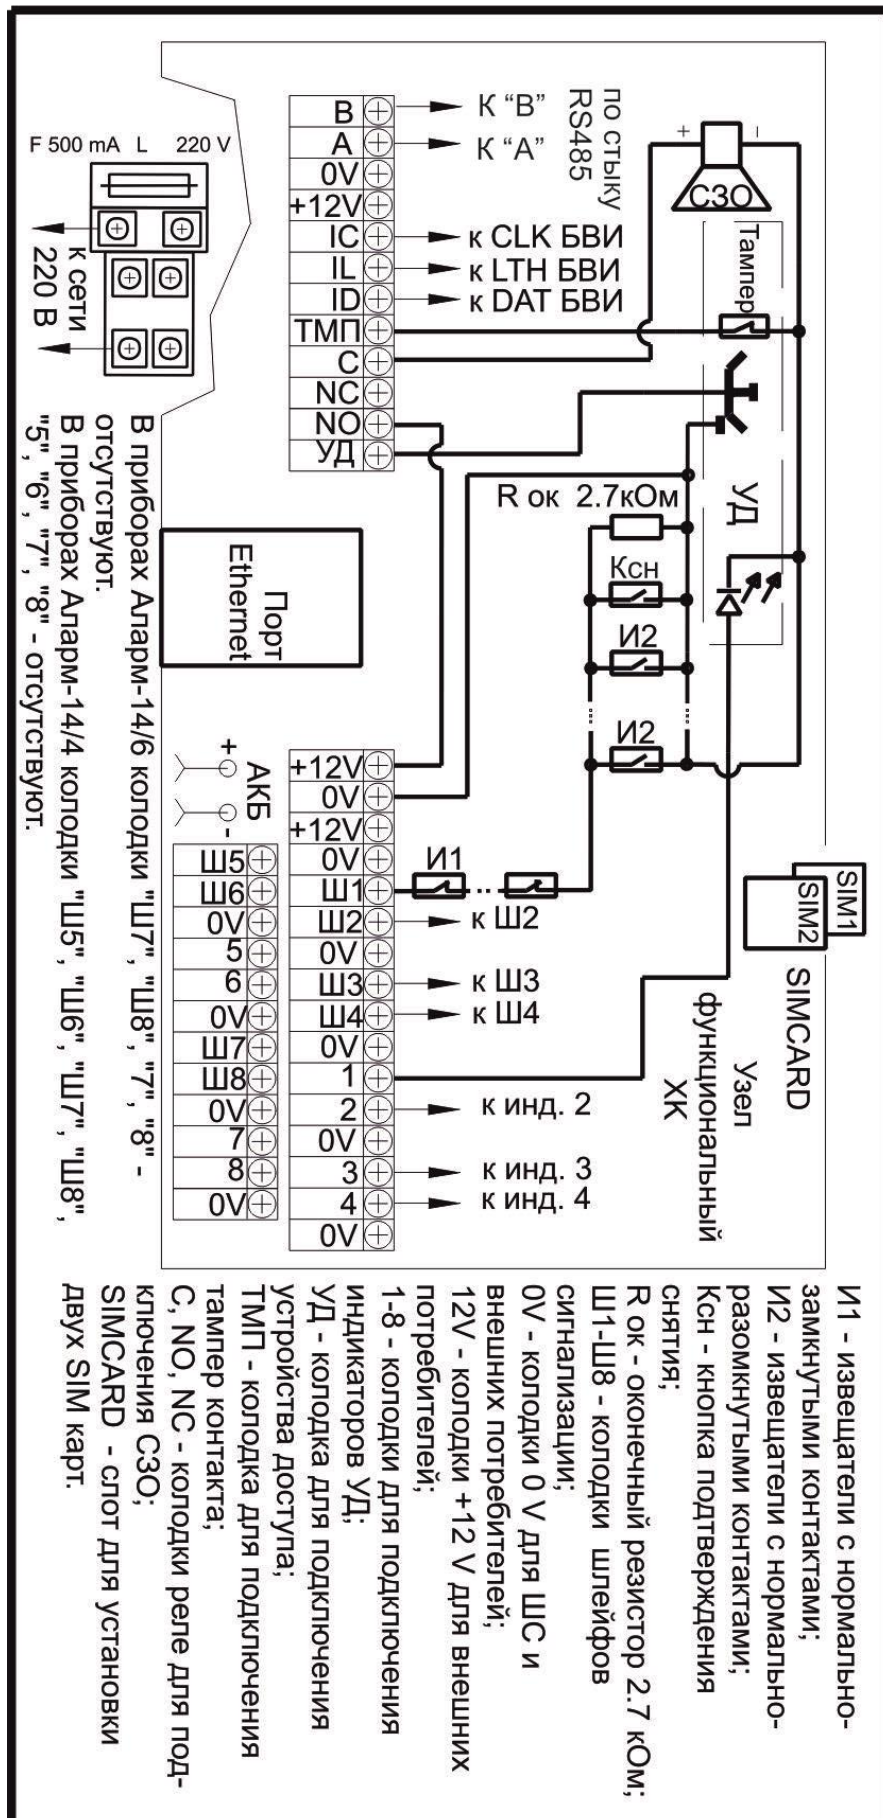 F 500 mA L 220 V
к сети
220 В
B
A
0V
+12V
IC
IL
ID
ТМП
C
NC
NO
УД
К "B"
К "A"
по стыку
RS485
к CLK БВИ
к LTH БВИ
к DAT БВИ
+
–
СЗО
Тампер
УД
R ок 2.7кОм
Ксн
И2
И2
Порт
Ethernet
+
-
АКБ
+12V
0V
+12V
0V
Ш1
Ш2
0V
Ш3
Ш4
0V
1
2
0V
3
4
0V
Ш5
Ш6
0V
5
6
0V
Ш7
Ш8
0V
7
8
0V
И1
к Ш2
к Ш3
к Ш4
к инд. 2
к инд. 3
к инд. 4
SIM1
SIM2
SIMCARD
Узел
функциональный
ХК
В приборах Аларм-14/6 колодки "Ш7", "Ш8", "7", "8" -
отсутствуют.
В приборах Аларм-14/4 колодки "Ш5", "Ш6", "Ш7", "Ш8",
"5", "6", "7", "8" - отсутствуют.
И1 - извещатели с нормально-
замкнутыми контактами;
И2 - извещатели с нормально-
разомкнутыми контактами;
Ксн - кнопка подтверждения
снятия;
R ок - оконечный резистор 2.7 кОм;
Ш1-Ш8 - колодки шлейфов
сигнализации;
0V - колодки 0 V для ШС и
внешних потребителей;
12V - колодки +12 V для внешних
потребителей;
1-8 - колодки для подключения
индикаторов УД;
УД - колодка для подключения
устройства доступа;
ТМП - колодка для подключения
тампер контакта;
C, NO, NC - колодки реле для под-
ключения СЗО;
SIMCARD - слот для установки
двух SIM карт.